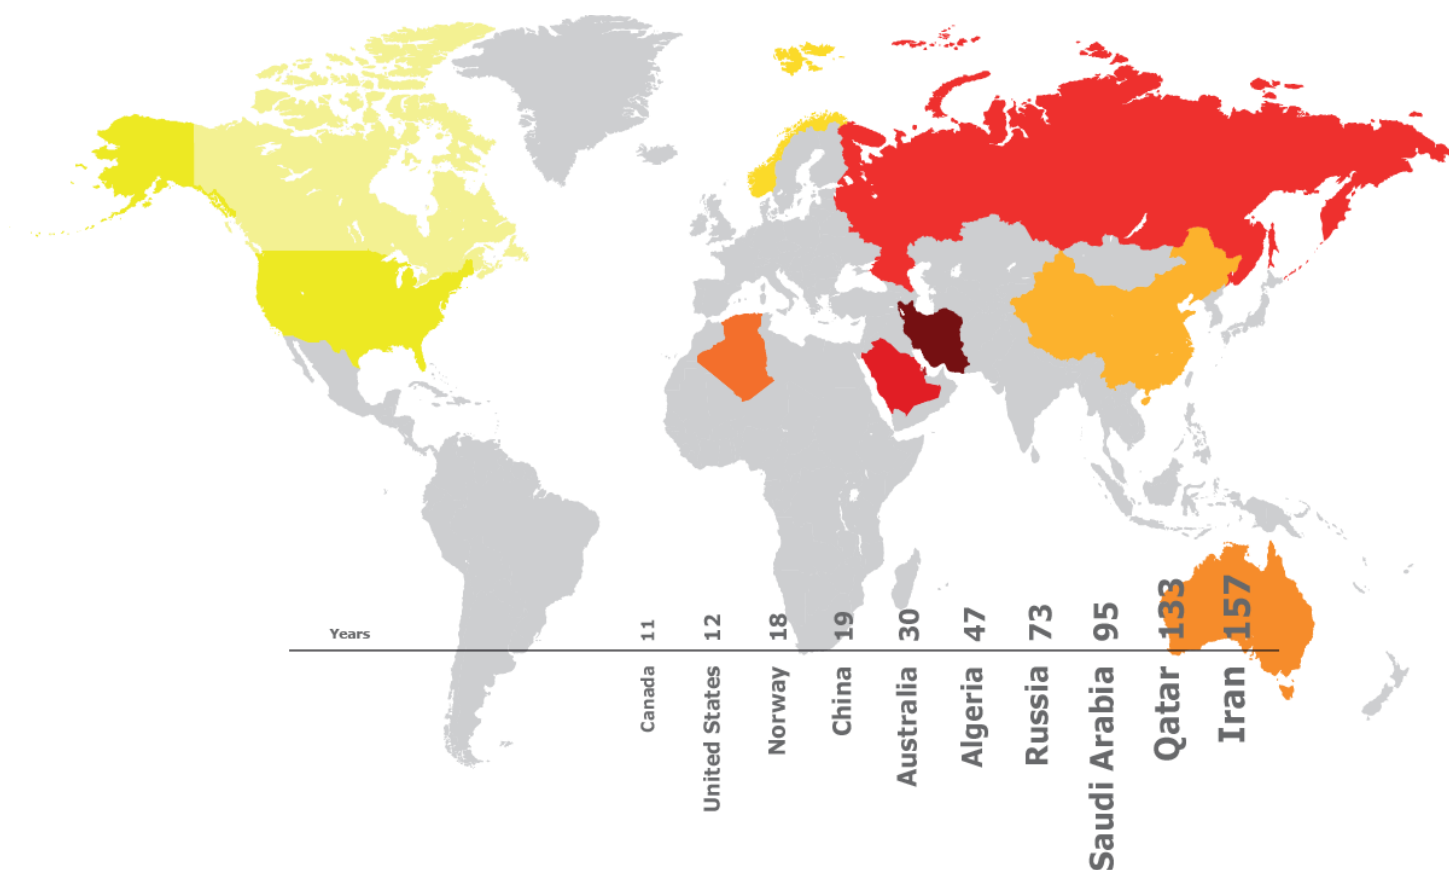 Years 11 12 18 19 30 47 73 95 133 157
Canada
United States
Norway
China
Australia
Algeria
Russia
Saudi Arabia
Qatar
Iran